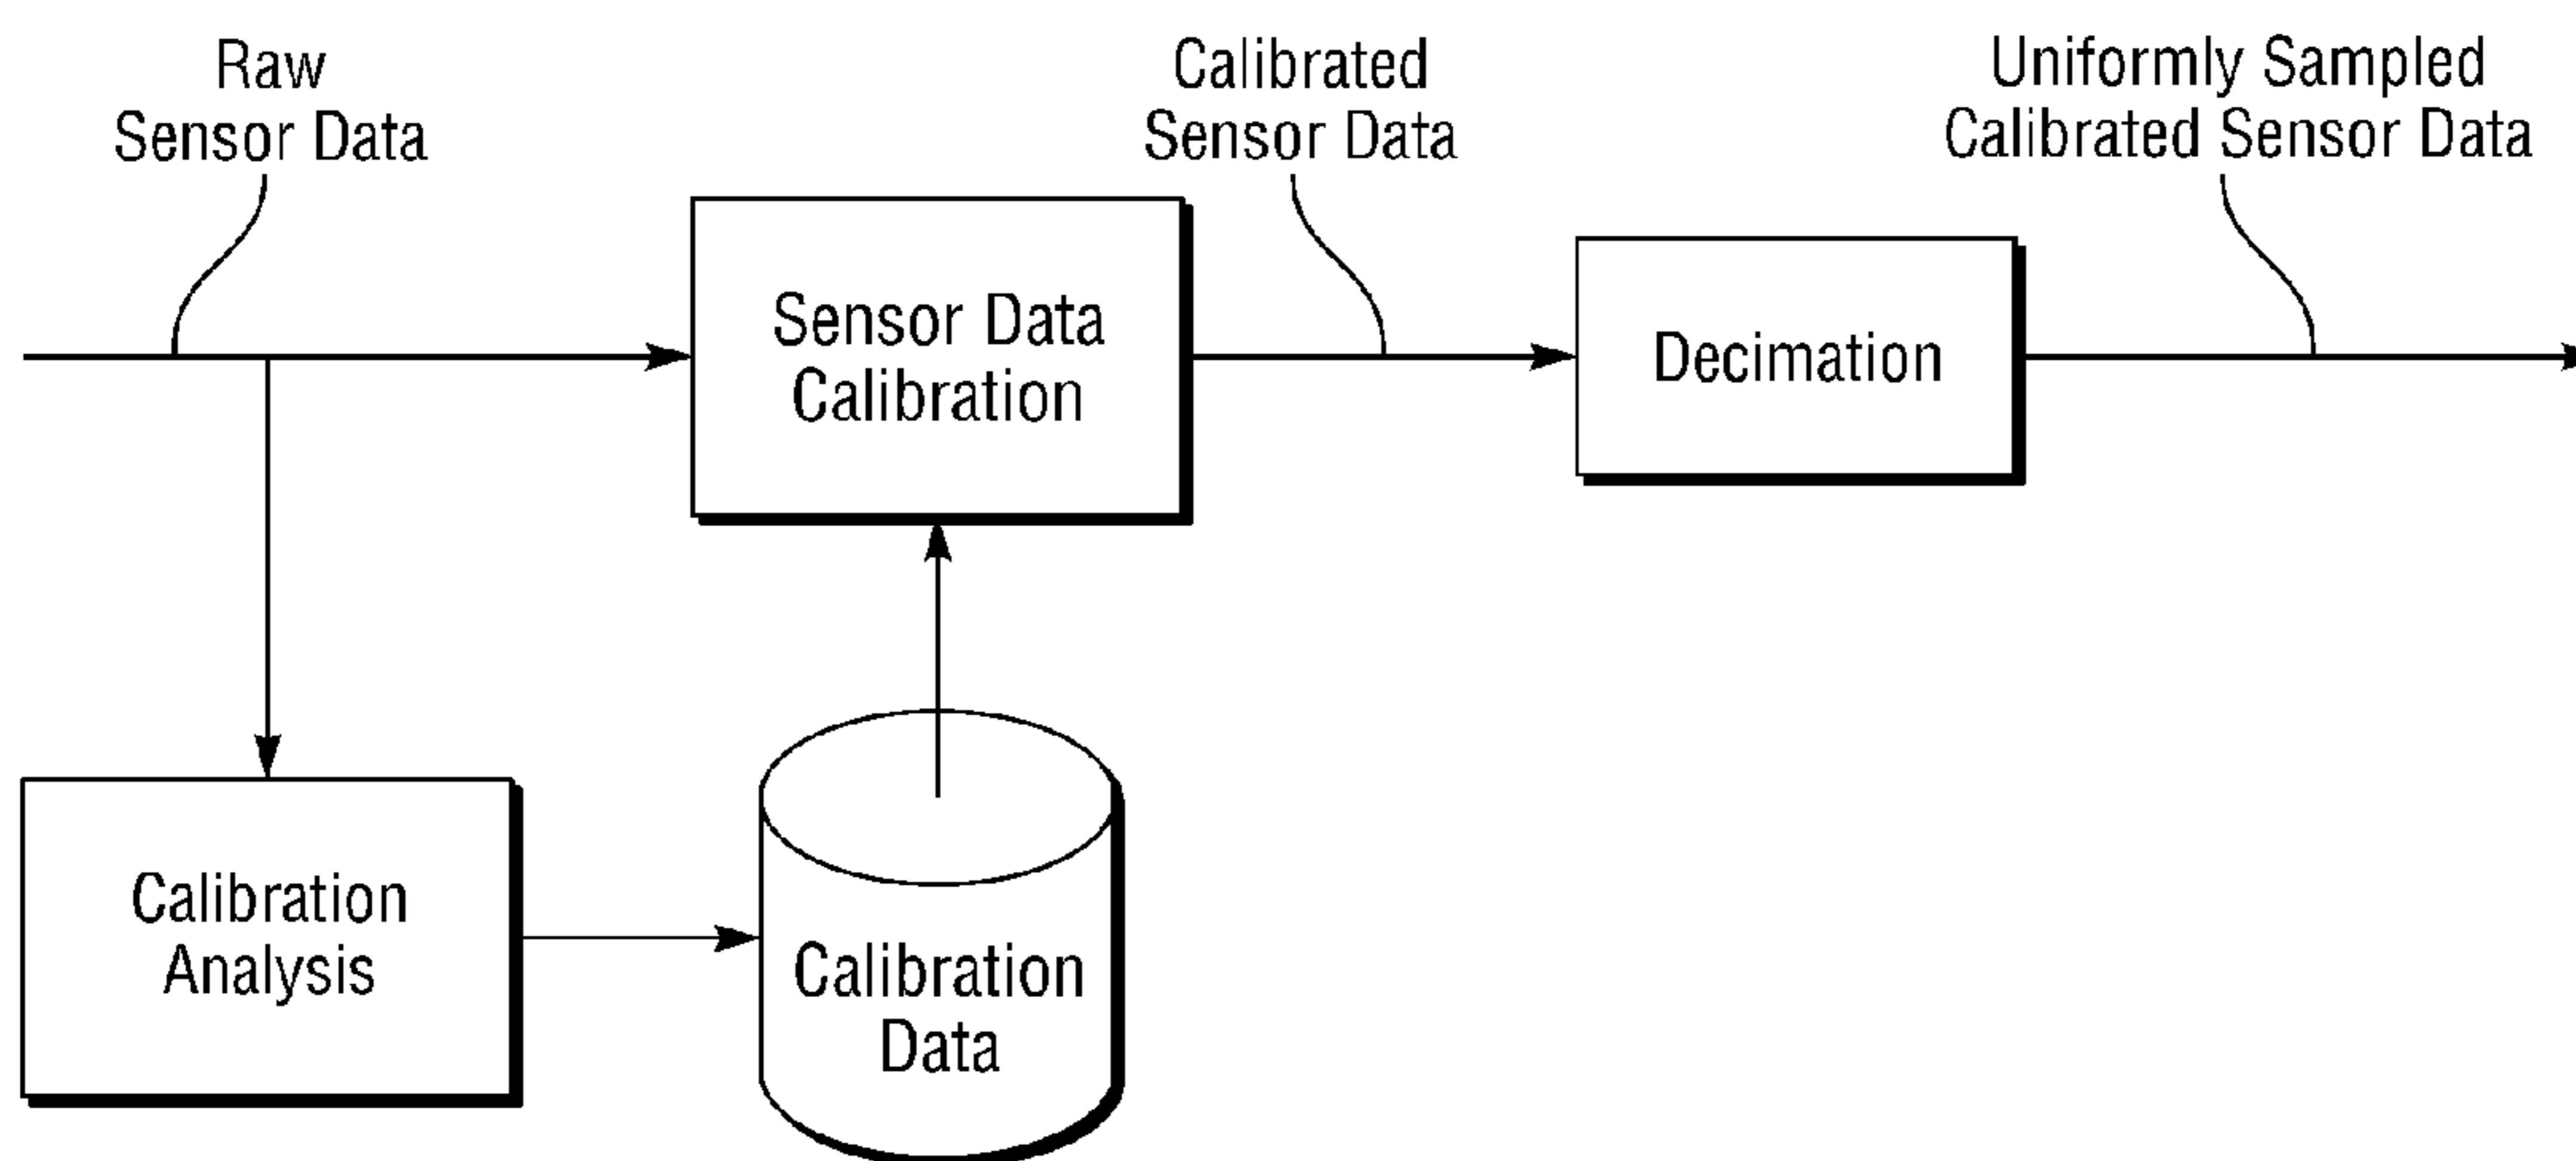 Raw
Sensor Data
Calibrated
Sensor Data
Uniformly Sampled
Calibrated Sensor Data
Sensor Data
Calibration
Decimation
Calibration
Analysis
Calibration
Data